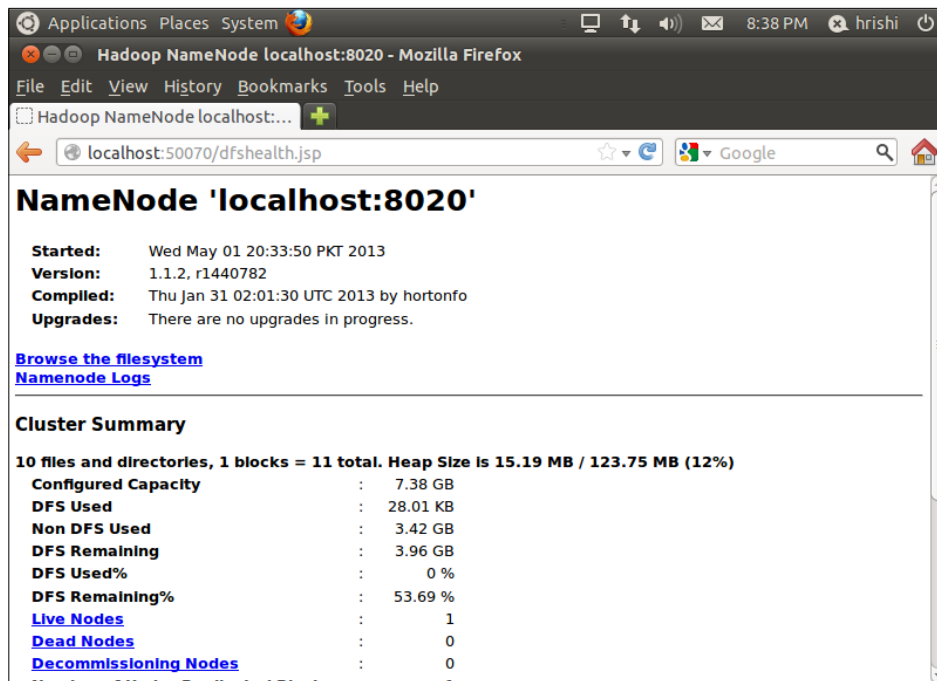 Applications Places System 8:38 PM hrishi
Hadoop NameNode localhost:8020 - Mozilla Firefox
File Edit View History Bookmarks Tools Help
Hadoop NameNode localhost:...
localhost:50070/dfshealth.jsp Google
NameNode 'localhost:8020'
Started: Wed May 01 20:33:50 PKT 2013
Version: 1.1.2, r1440782
Compiled: Thu Jan 31 02:01:30 UTC 2013 by hortonfo
Upgrades: There are no upgrades in progress.
Browse the filesystem
Namenode Logs
Cluster Summary
10 files and directories, 1 blocks = 11 total. Heap Size is 15.19 MB / 123.75 MB (12%)
Configured Capacity : 7.38 GB
DFS Used : 28.01 KB
Non DFS Used : 3.42 GB
DFS Remaining : 3.96 GB
DFS Used% : 0 %
DFS Remaining% : 53.69 %
Live Nodes : 1
Dead Nodes : 0
Decommissioning Nodes : 0